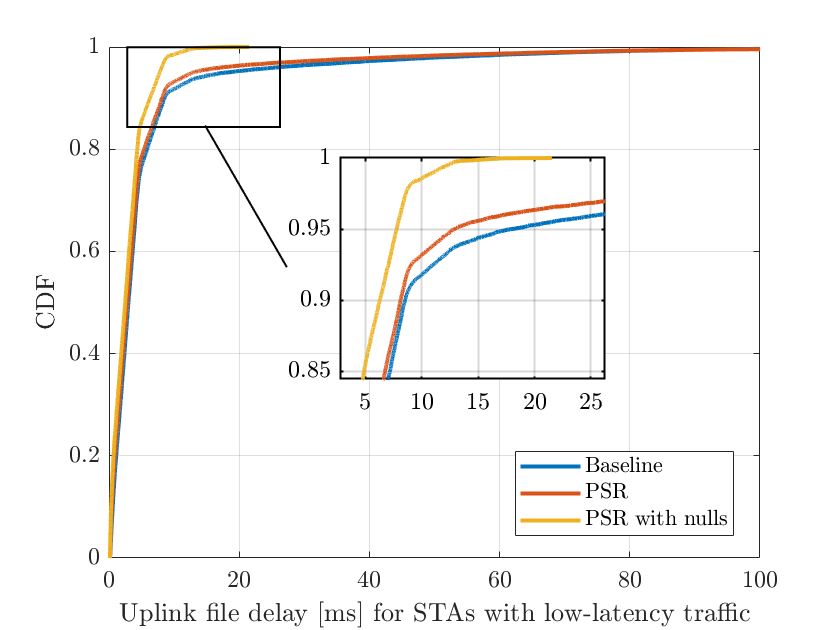 1
0.8
0.6
0.4
0.2
0
CDF
1
0.95
0.9
0.85
5 10 15 20 25
Baseline
PSR
PSR with nulls
0 20 40 60 80 100
Uplink file delay [ms] for STAs with low-latency traffic